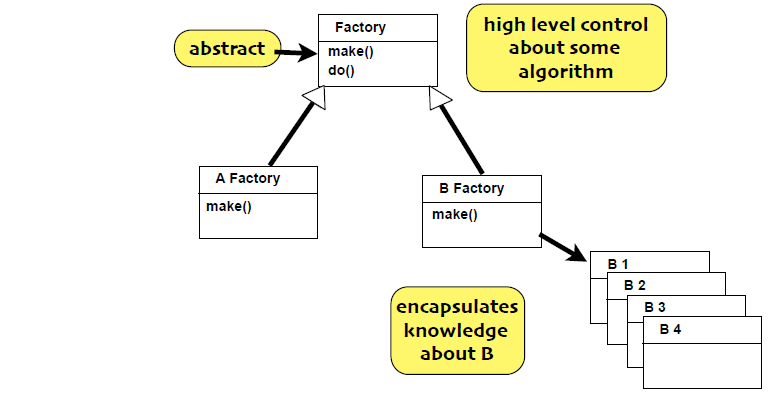 Factory
make()
do()
abstract
high level control
about some
algorithm
A Factory
make()
B Factory
make()
B 1
B 2
B 3
B 4
encapsulates
knowledge
about B